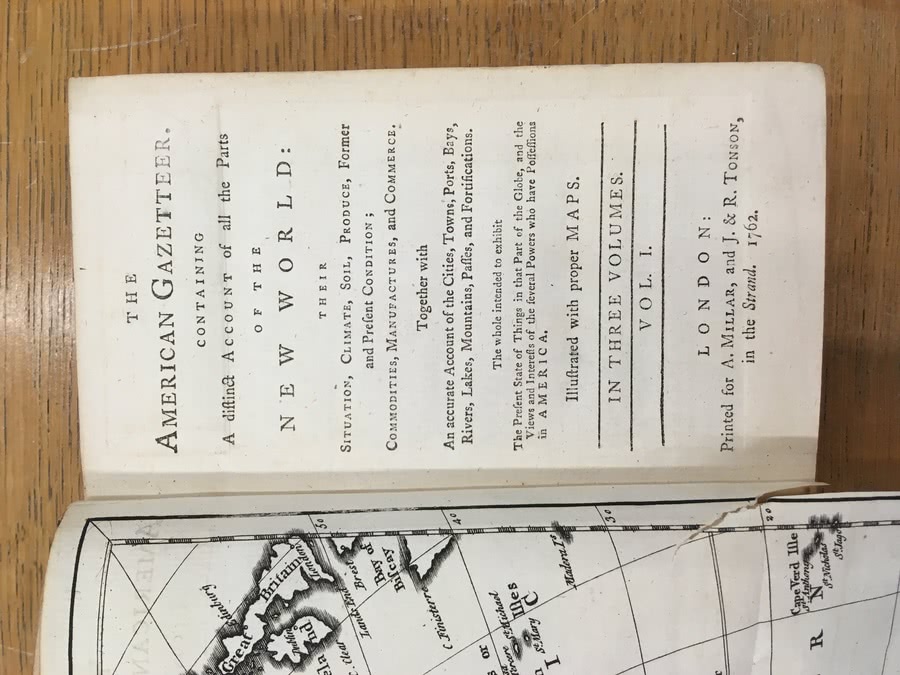 THE
AMERICAN GAZETTEER.
CONTAINING
A diſtinct ACCOUNT of all the Parts
OF THE
NEW WORLD:
THEIR
SITUATION, CLIMATE, SOIL, PRODUCE, Former
and Preſent CONDITION;
COMMODITIES, MANUFACTURES, and COMMERCE.
Together with
An accurate Account of the Cities, Towns, Ports, Bays,
Rivers, Lakes, Mountains, Paſſes, and Fortifications.
The whole intended to exhibit
The Preſent State of Things in that Part of the Globe, and the
Views and Intereſts of the ſeveral Powers who have Poſſeſſions
in AMERICA.
Illuſtrated with proper MAPS.
IN THREE VOLUMES.
VOL. I.
LONDON:
Printed for A. MILLAR, and J. & R. TONSON,
in the Strand. 1762.
50
40
30
20
Edinburg
Great Britain
London
Lands End
Brest
Bay of
Biſcay
C. Clear
C Finiſterre
Madera Is.
St. Michael
St. Mary
Iſles
or
I C
Cape Verd Iſle
St. Anthony
St. Nicholas
St. Jago
R N